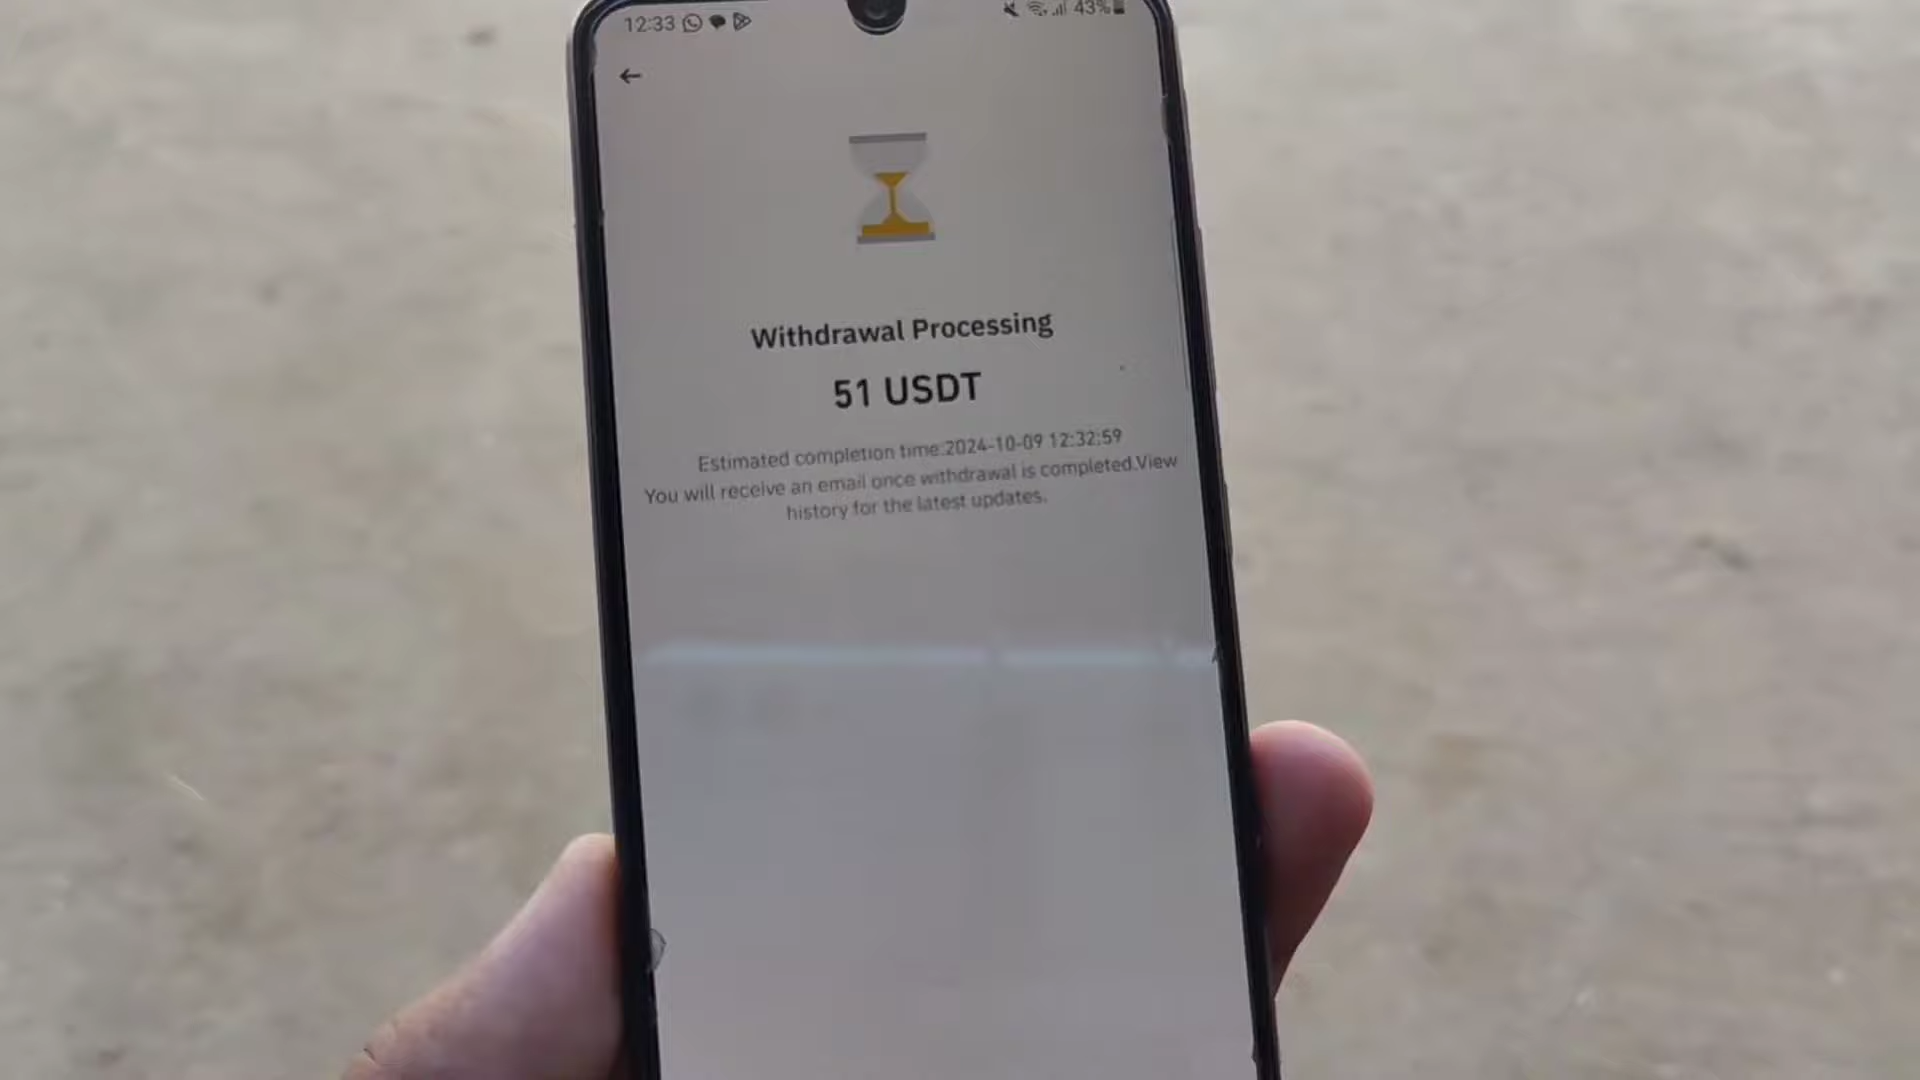 12:33 43%
Withdrawal Processing
51 USDT
Estimated completion time:2024-10-09 12:32:59
You will receive an email once withdrawal is completed.View
history for the latest updates.